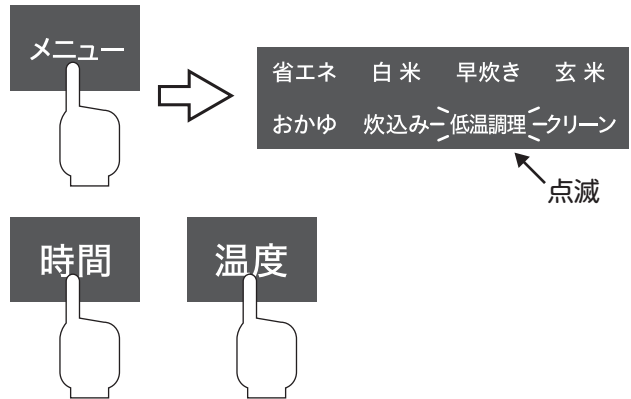 メニュー
省エネ 白米 早炊き 玄米
おかゆ 炊込み 低温調理 クリーン
点滅
時間 温度